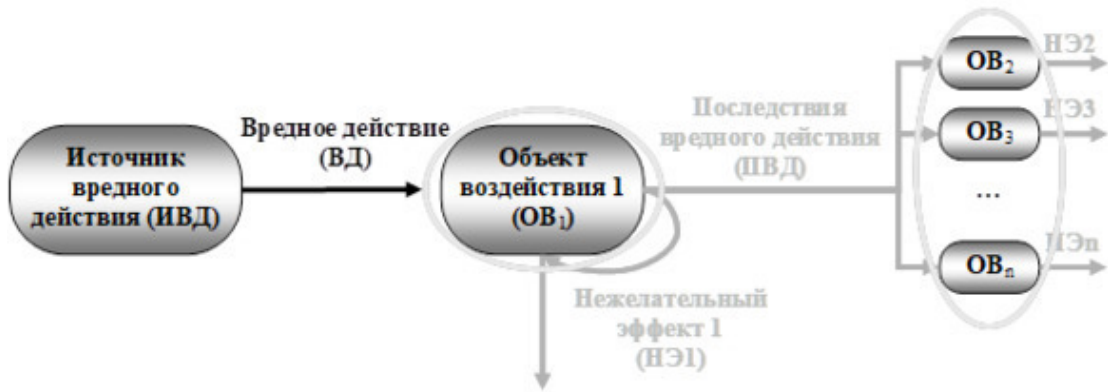 Источник
вредного
действия (ИВД)
Вредное действие
(ВД)
Объект
воздействия 1
(ОВ₁)
Последствия
вредного действия
(ПВД)
Нежелательный
эффект 1
(НЭ1)
ОВ₂
НЭ2
ОВ₃
НЭ3
...
ОВₙ
НЭn